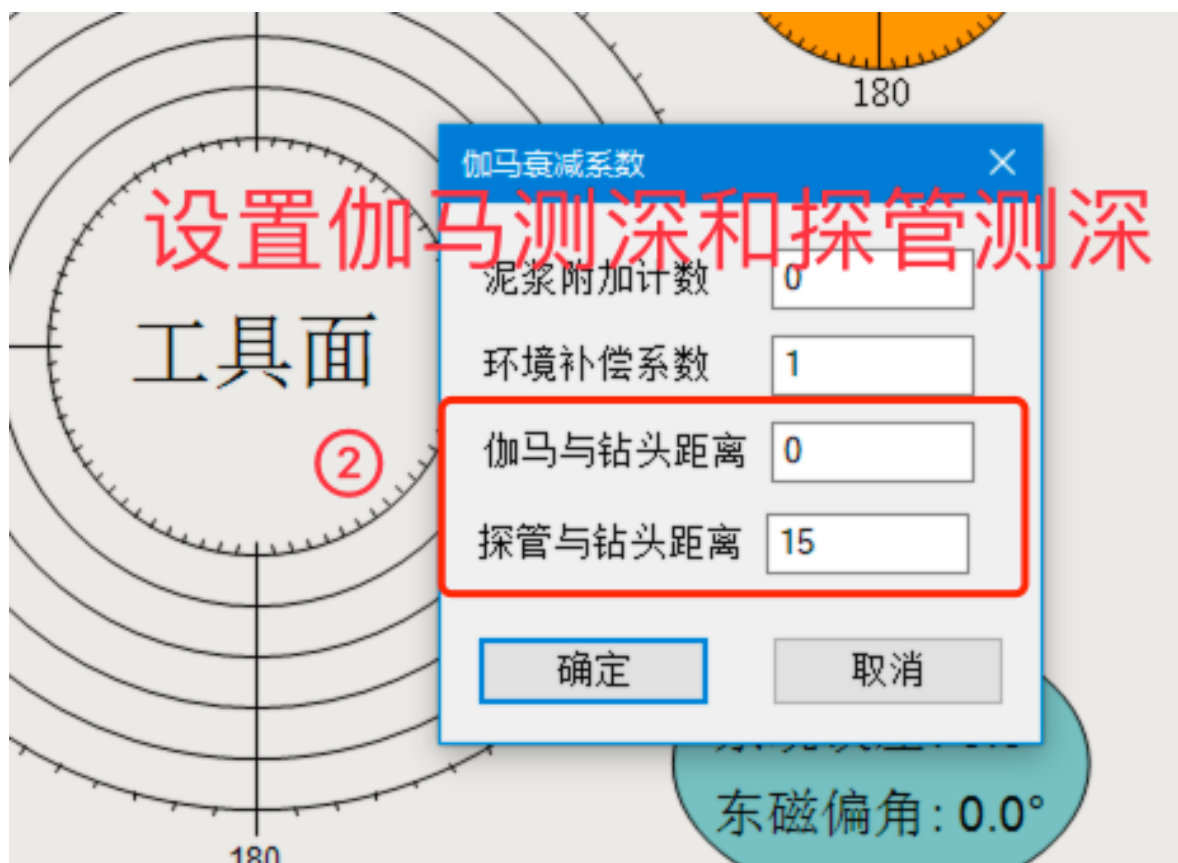 180
伽马衰减系数
设置伽马测深和探管测深
泥浆附加计数 0
工具面
环境补偿系数 1
伽马与钻头距离 0
②
探管与钻头距离 15
确定 取消
东磁偏角: 0.0°
180